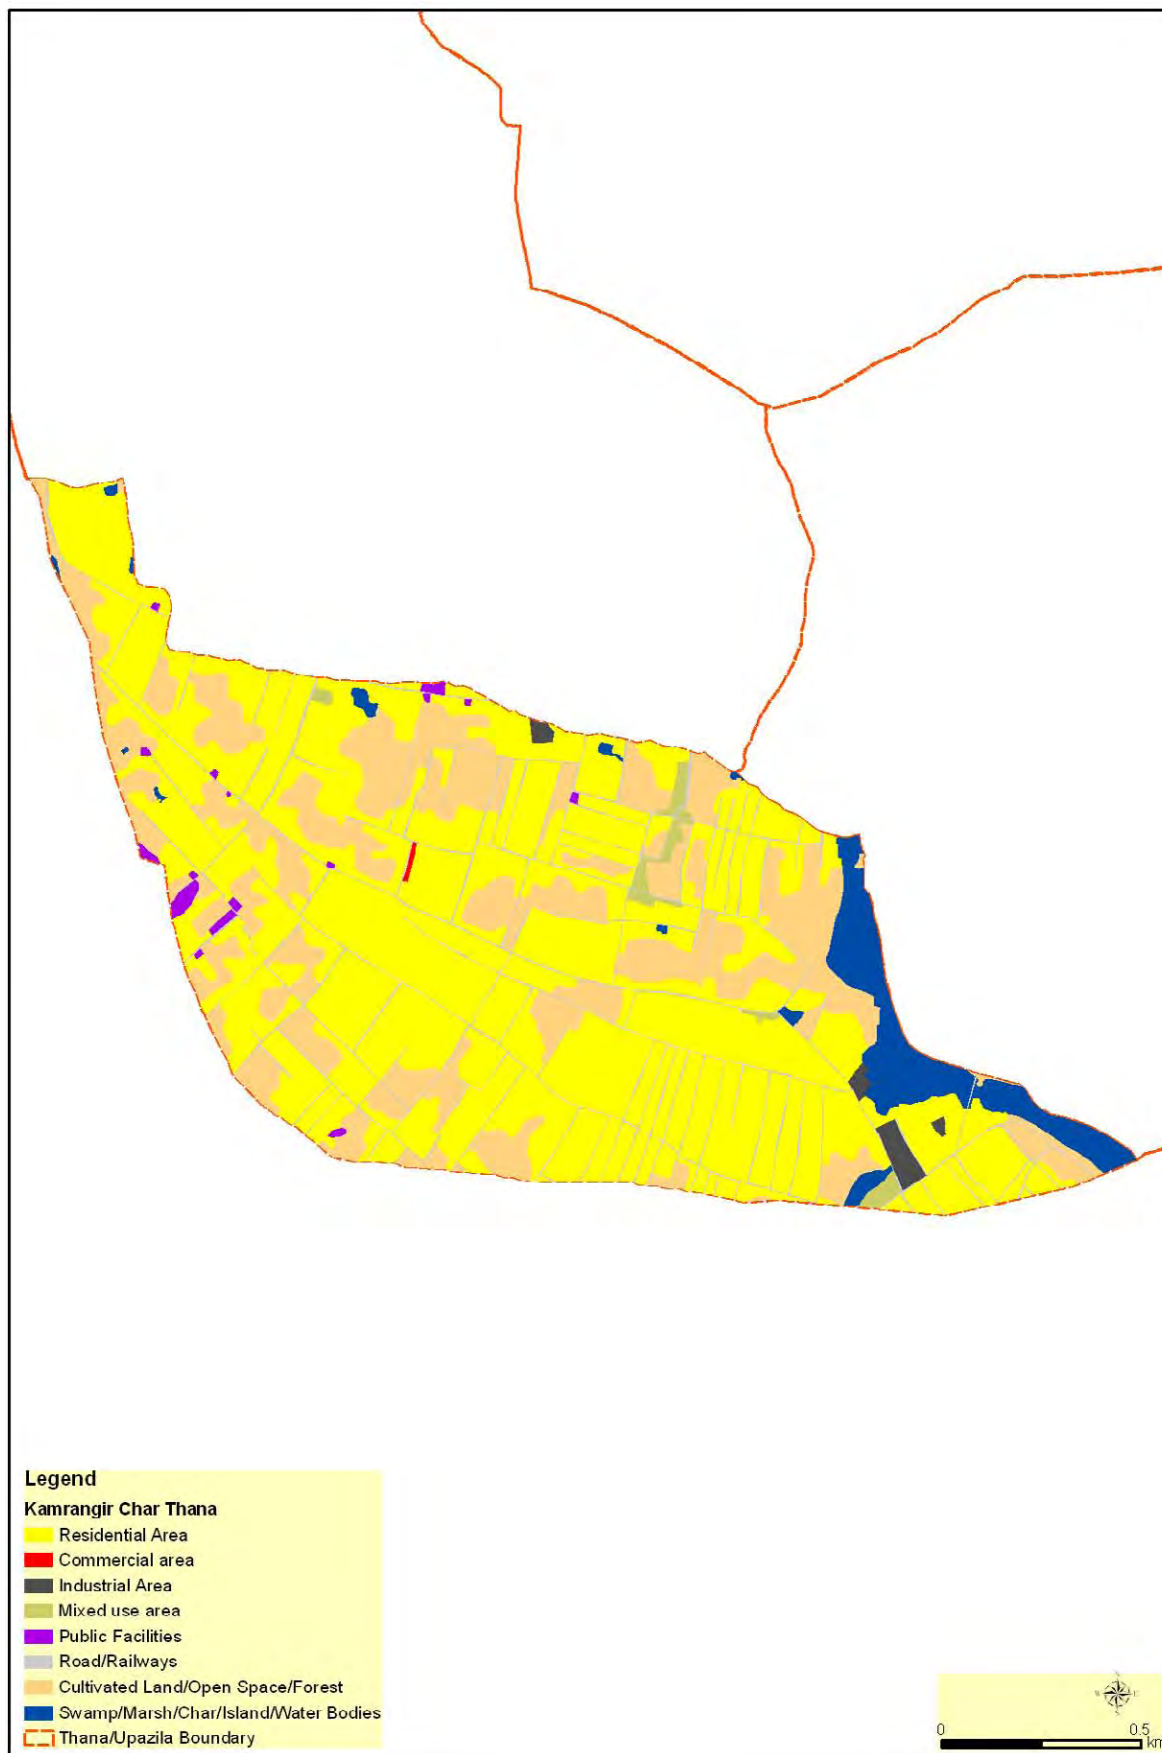 Legend
Kamrangir Char Thana
Residential Area
Commercial area
Industrial Area
Mixed use area
Public Facilities
Road/Railways
Cultivated Land/Open Space/Forest
Swamp/Marsh/Char/Island/Water Bodies
Thana/Upazila Boundary
0 0.5
km